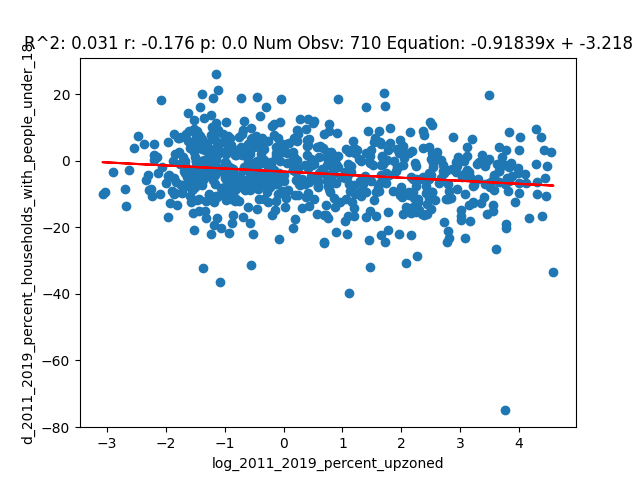 R^2: 0.031 r: -0.176 p: 0.0 Num Obsv: 710 Equation: -0.91839x + -3.218
d_2011_2019_percent_households_with_people_under_18
20
0
−20
−40
−60
−80
−3 −2 −1 0 1 2 3 4
log_2011_2019_percent_upzoned